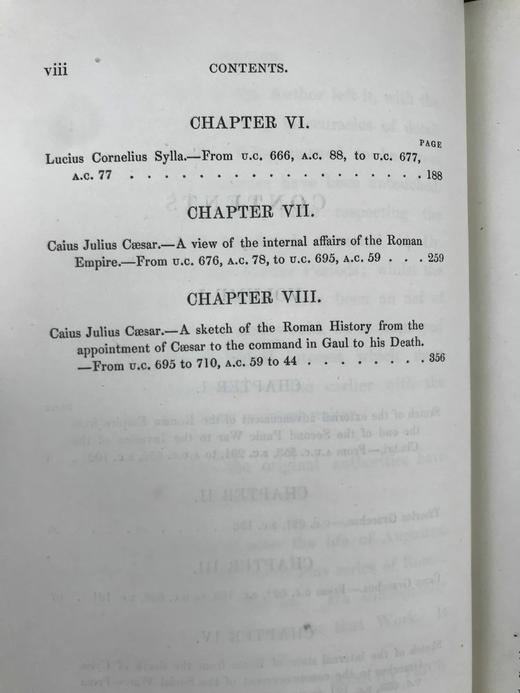 viii CONTENTS.
CHAPTER VI.
PAGE
Lucius Cornelius Sylla.—From U.C. 666, A.C. 88, to U.C. 677,
A.C. 77 . . . . . . . . . . . . . . . . . 188
CHAPTER VII.
Caius Julius Cæsar.—A view of the internal affairs of the Roman
Empire.—From U.C. 676, A.C. 78, to U.C. 695, A.C. 59 . . . 259
CHAPTER VIII.
Caius Julius Cæsar.—A sketch of the Roman History from the
appointment of Cæsar to the command in Gaul to his Death.
—From U.C. 695 to 710, A.C. 59 to 44 . . . . . . . . 356